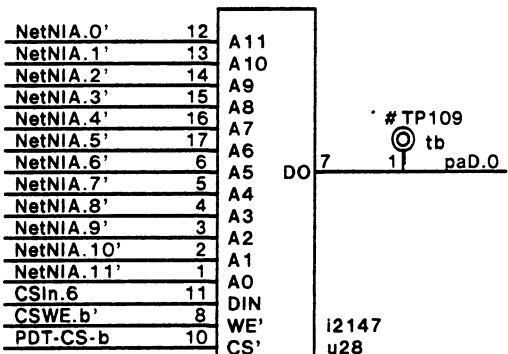 NetNIA.0' 12 A11
NetNIA.1' 13 A10
NetNIA.2' 14 A9
NetNIA.3' 15 A8
NetNIA.4' 16 A7
NetNIA.5' 17 A6
NetNIA.6' 6 A5
NetNIA.7' 5 A4
NetNIA.8' 4 A3
NetNIA.9' 3 A2
NetNIA.10' 2 A1
NetNIA.11' 1 A0
CSIn.6 11 DIN
CSWE.b' 8 WE'
PDT-CS-b 10 CS'
#TP109
tb
DO 7 1 paD.0
i2147
u28